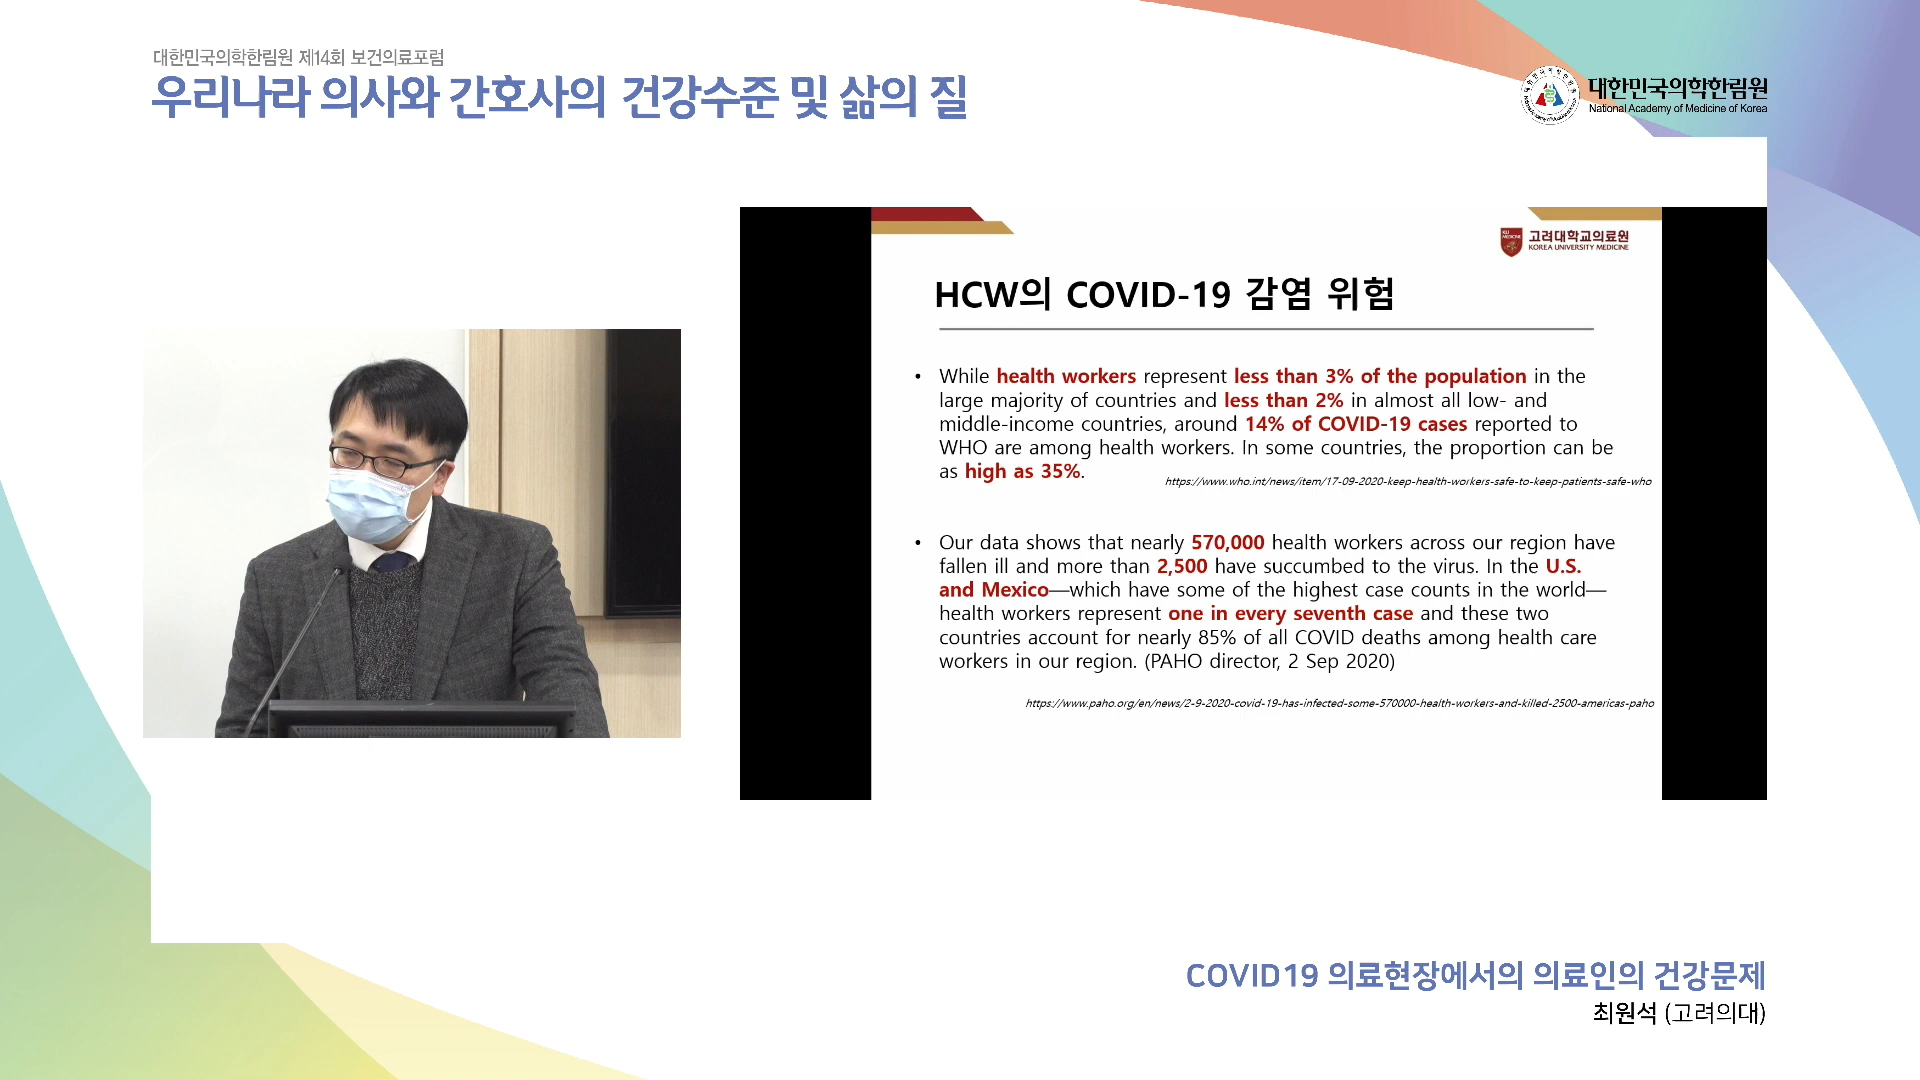 대한민국의학한림원 제14회 보건의료포럼
우리나라 의사와 간호사의 건강수준 및 삶의 질
대한민국의학한림원
National Academy of Medicine of Korea
KU
MEDICINE
고려대학교의료원
KOREA UNIVERSITY MEDICINE
HCW의 COVID-19 감염 위험
• While health workers represent less than 3% of the population in the
large majority of countries and less than 2% in almost all low- and
middle-income countries, around 14% of COVID-19 cases reported to
WHO are among health workers. In some countries, the proportion can be
as high as 35%.
https://www.who.int/news/item/17-09-2020-keep-health-workers-safe-to-keep-patients-safe-who
• Our data shows that nearly 570,000 health workers across our region have
fallen ill and more than 2,500 have succumbed to the virus. In the U.S.
and Mexico—which have some of the highest case counts in the world—
health workers represent one in every seventh case and these two
countries account for nearly 85% of all COVID deaths among health care
workers in our region. (PAHO director, 2 Sep 2020)
https://www.paho.org/en/news/2-9-2020-covid-19-has-infected-some-570000-health-workers-and-killed-2500-americas-paho
COVID19 의료현장에서의 의료인의 건강문제
최원석 (고려의대)